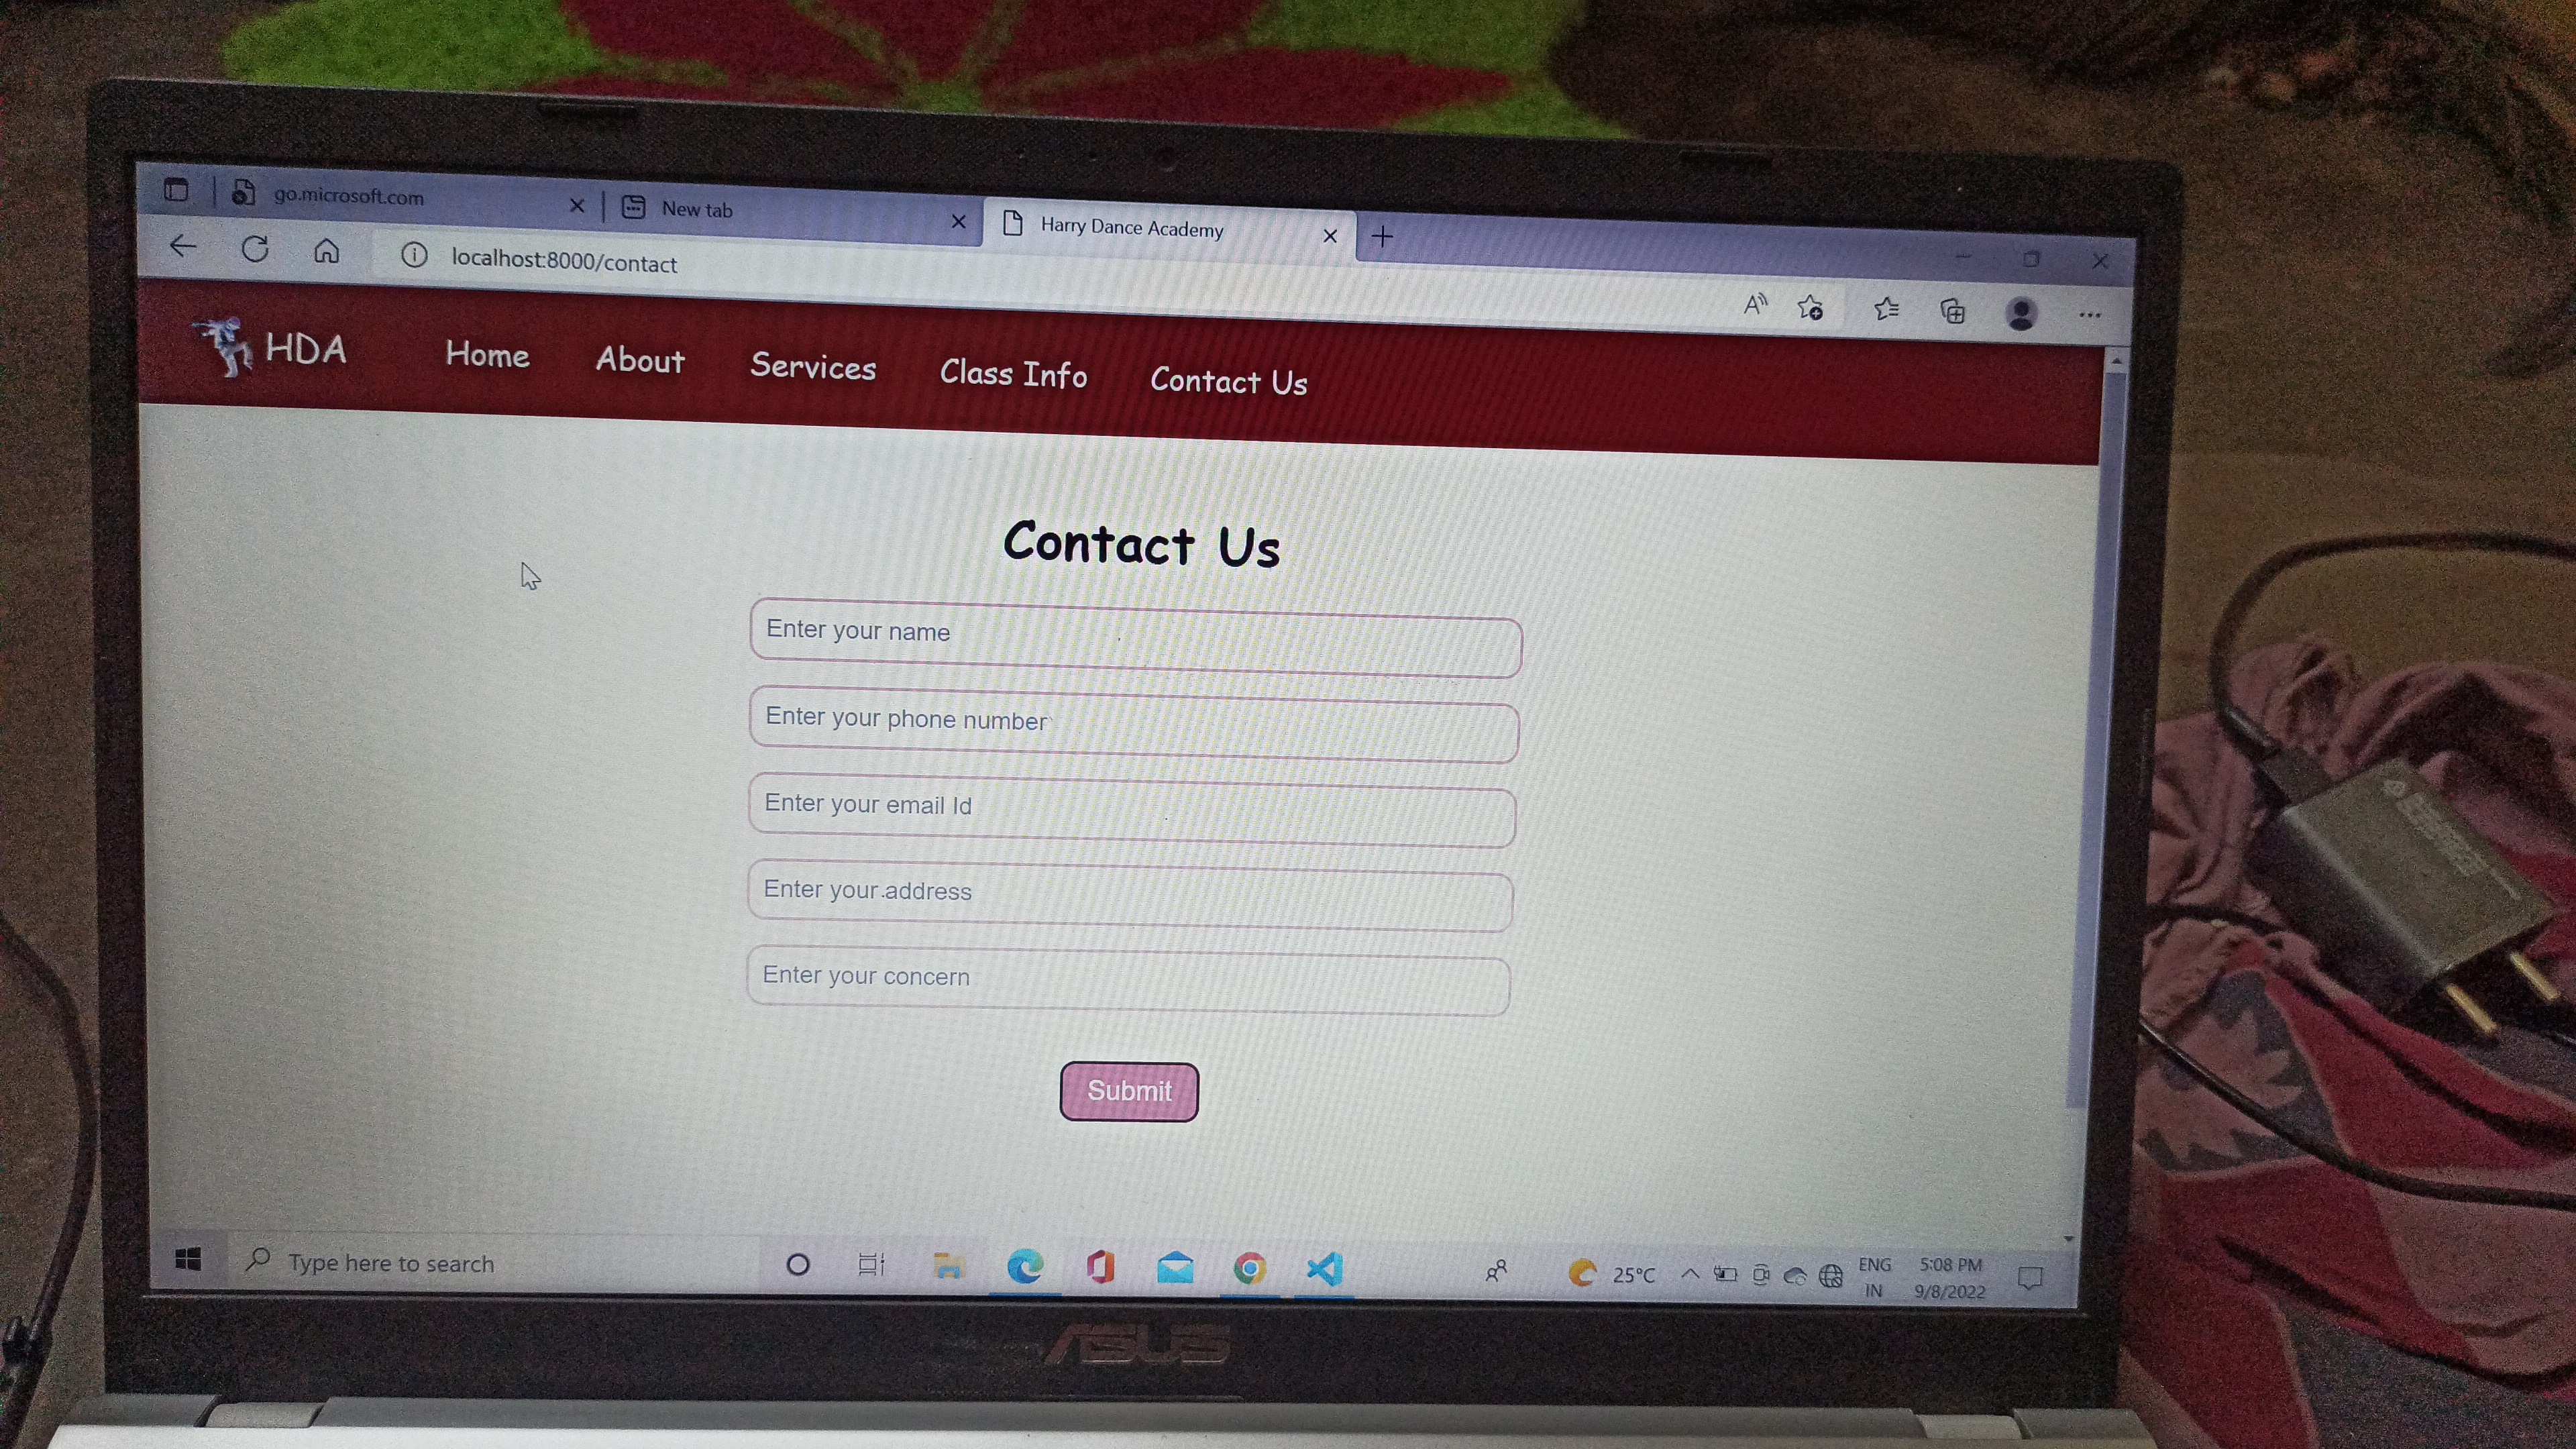 go.microsoft.com
New tab
Harry Dance Academy
localhost:8000/contact
HDA Home About Services Class Info Contact Us
Contact Us
Enter your name
Enter your phone number
Enter your email Id
Enter your address
Enter your concern
Submit
Type here to search
25°C
ENG
IN
5:08 PM
9/8/2022
ASUS